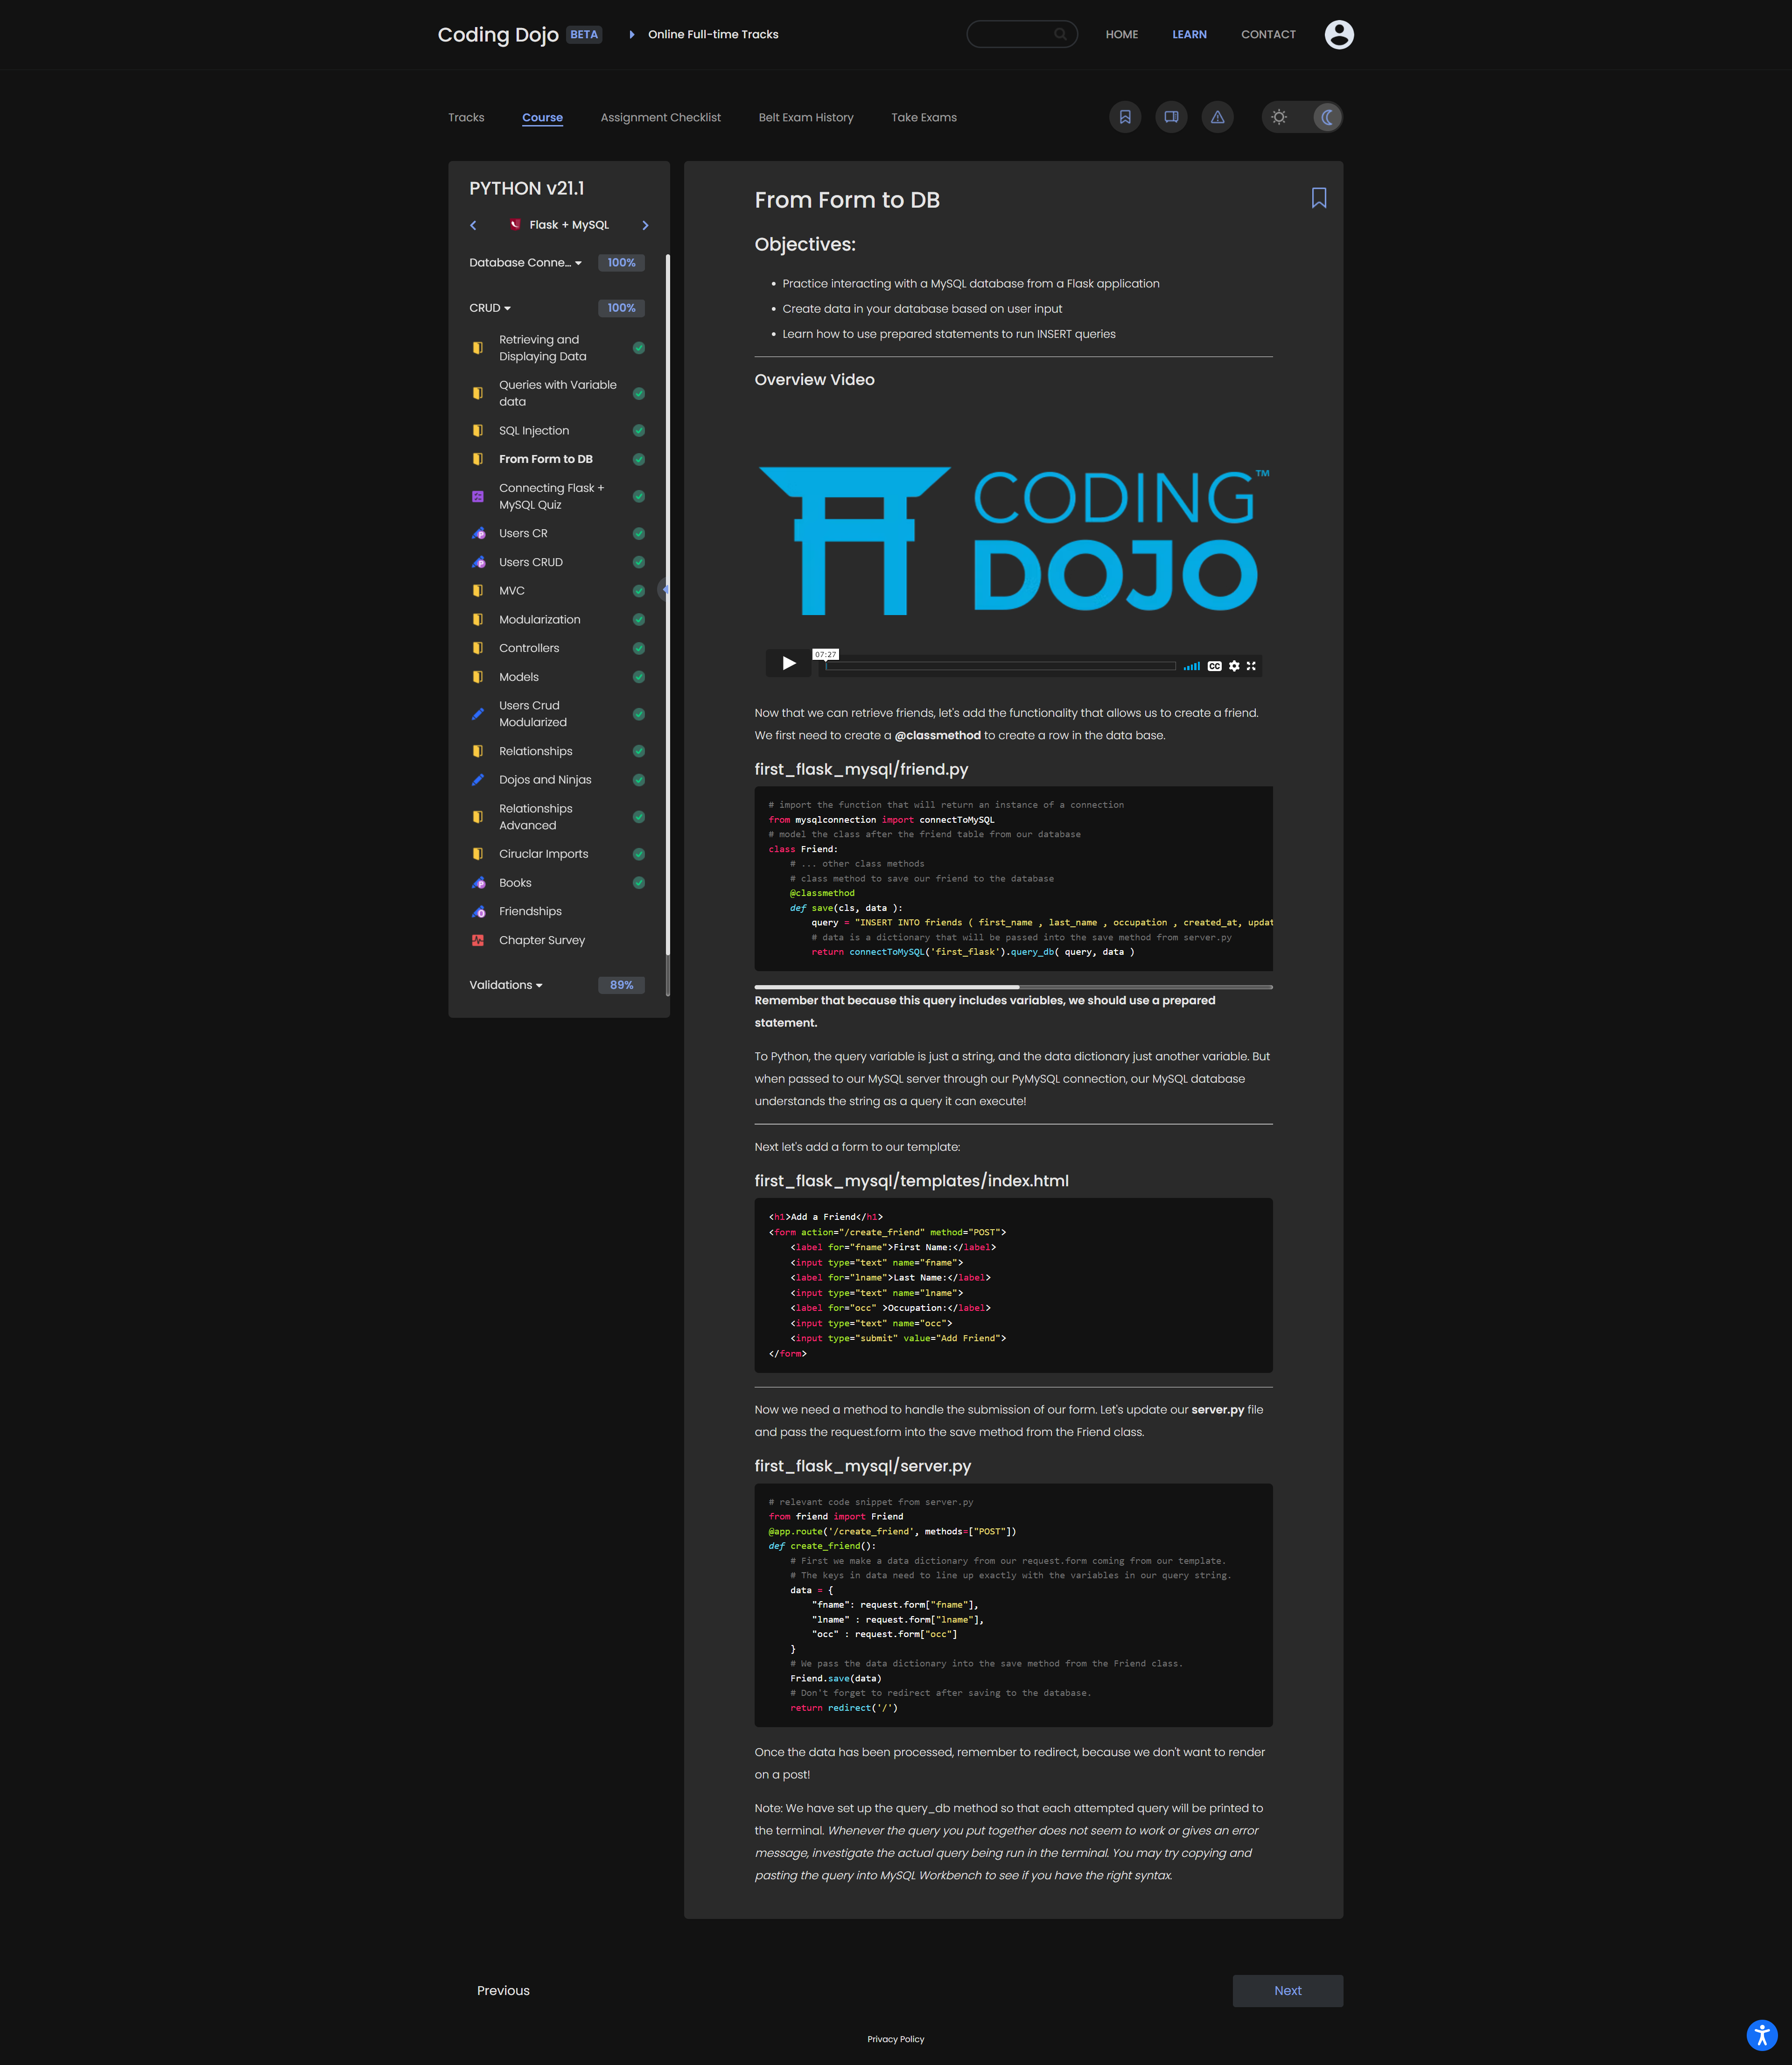 Coding Dojo BETA Online Full-time Tracks HOME LEARN CONTACT
Tracks Course Assignment Checklist Belt Exam History Take Exams
PYTHON v21.1
Flask + MySQL
Database Conne... 100%
CRUD 100%
Retrieving and
Displaying Data
Queries with Variable
data
SQL Injection
From Form to DB
Connecting Flask +
MySQL Quiz
Users CR
Users CRUD
MVC
Modularization
Controllers
Models
Users Crud
Modularized
Relationships
Dojos and Ninjas
Relationships
Advanced
Ciruclar Imports
Books
Friendships
Chapter Survey
Validations 89%
From Form to DB
Objectives:
• Practice interacting with a MySQL database from a Flask application
• Create data in your database based on user input
• Learn how to use prepared statements to run INSERT queries
Overview Video
CODING™
DOJO
07:27
CC
Now that we can retrieve friends, let's add the functionality that allows us to create a friend.
We first need to create a @classmethod to create a row in the data base.
first_flask_mysql/friend.py
# import the function that will return an instance of a connection
from mysqlconnection import connectToMySQL
# model the class after the friend table from our database
class Friend:
    # ... other class methods
    # class method to save our friend to the database
    @classmethod
    def save(cls, data ):
        query = "INSERT INTO friends ( first_name , last_name , occupation , created_at, updat
        # data is a dictionary that will be passed into the save method from server.py
        return connectToMySQL('first_flask').query_db( query, data )
Remember that because this query includes variables, we should use a prepared
statement.
To Python, the query variable is just a string, and the data dictionary just another variable. But
when passed to our MySQL server through our PyMySQL connection, our MySQL database
understands the string as a query it can execute!
Next let's add a form to our template:
first_flask_mysql/templates/index.html
<h1>Add a Friend</h1>
<form action="/create_friend" method="POST">
    <label for="fname">First Name:</label>
    <input type="text" name="fname">
    <label for="lname">Last Name:</label>
    <input type="text" name="lname">
    <label for="occ" >Occupation:</label>
    <input type="text" name="occ">
    <input type="submit" value="Add Friend">
</form>
Now we need a method to handle the submission of our form. Let's update our server.py file
and pass the request.form into the save method from the Friend class.
first_flask_mysql/server.py
# relevant code snippet from server.py
from friend import Friend
@app.route('/create_friend', methods=["POST"])
def create_friend():
    # First we make a data dictionary from our request.form coming from our template.
    # The keys in data need to line up exactly with the variables in our query string.
    data = {
        "fname": request.form["fname"],
        "lname" : request.form["lname"],
        "occ" : request.form["occ"]
    }
    # We pass the data dictionary into the save method from the Friend class.
    Friend.save(data)
    # Don't forget to redirect after saving to the database.
    return redirect('/')
Once the data has been processed, remember to redirect, because we don't want to render
on a post!
Note: We have set up the query_db method so that each attempted query will be printed to
the terminal. Whenever the query you put together does not seem to work or gives an error
message, investigate the actual query being run in the terminal. You may try copying and
pasting the query into MySQL Workbench to see if you have the right syntax.
Previous Next
Privacy Policy